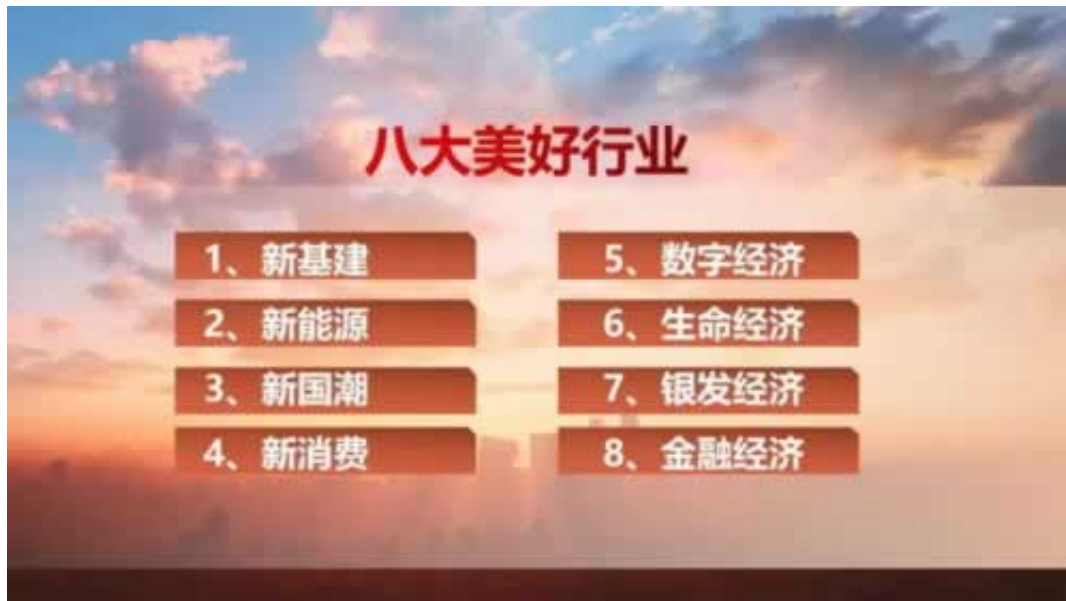 八大美好行业
1、新基建
2、新能源
3、新国潮
4、新消费
5、数字经济
6、生命经济
7、银发经济
8、金融经济